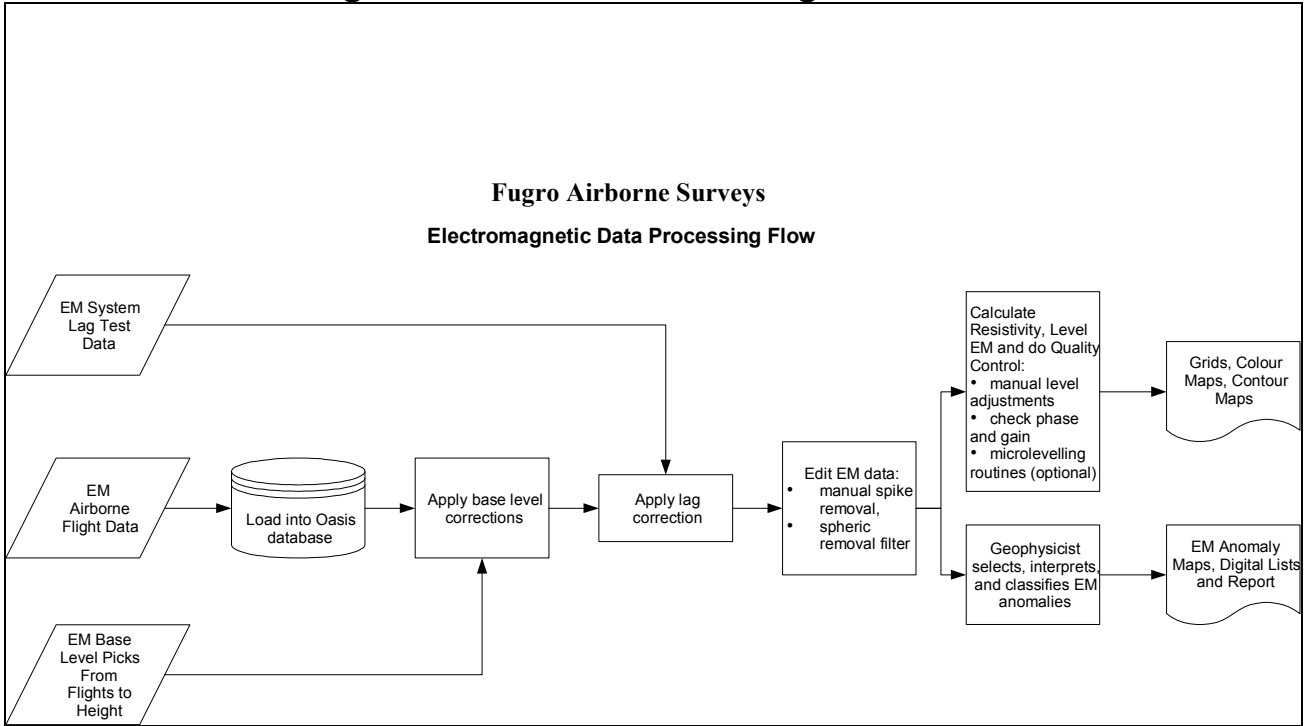 Fugro Airborne Surveys
Electromagnetic Data Processing Flow
EM System
Lag Test
Data
EM
Airborne
Flight Data
Load into Oasis
database
Apply base level
corrections
Apply lag
correction
Edit EM data:
• manual spike
removal,
• spheric
removal filter
Calculate
Resistivity, Level
EM and do Quality
Control:
• manual level
adjustments
• check phase
and gain
• microlevelling
routines (optional)
Grids, Colour
Maps, Contour
Maps
Geophysicist
selects, interprets,
and classifies EM
anomalies
EM Anomaly
Maps, Digital Lists
and Report
EM Base
Level Picks
From
Flights to
Height